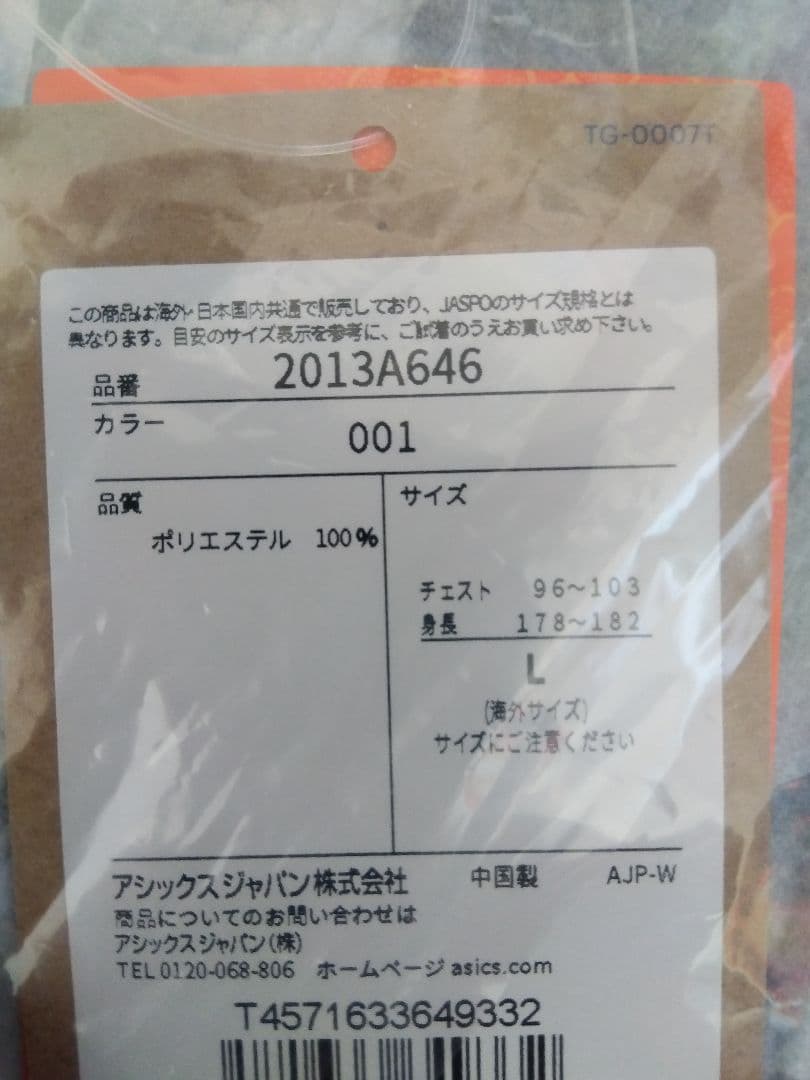 TG-0007T
この商品は海外・日本国内共通で販売しており、JASPOのサイズ規格とは
異なります。目安のサイズ表示を参考に、ご試着のうえお買い求め下さい。
品番 2013A646
カラー 001
品質
ポリエステル 100%
サイズ
チェスト 96~103
身長 178~182
L
(海外サイズ)
サイズにご注意ください
アシックスジャパン株式会社 中国製 AJP-W
商品についてのお問い合わせは
アシックスジャパン(株)
TEL 0120-068-806 ホームページ asics.com
T4571633649332